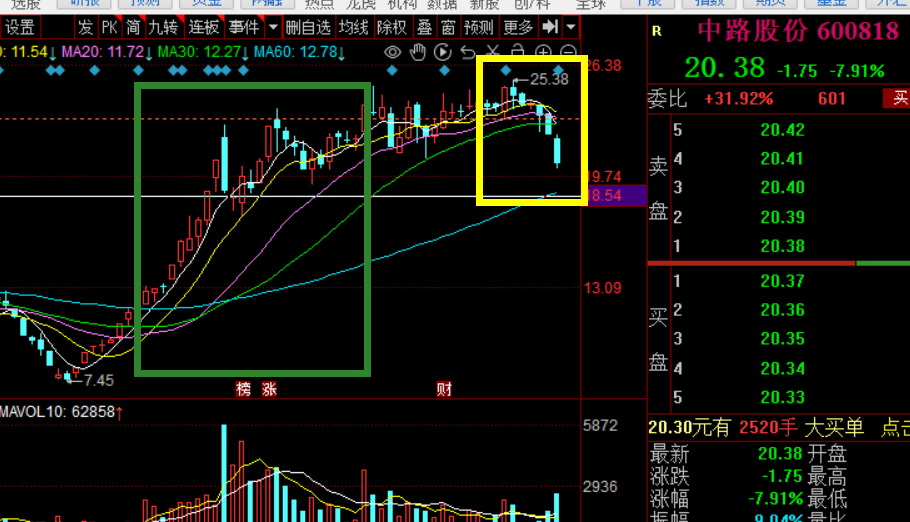 选股 研报 预测 资金 热点 龙虎 机构 数据 新股 创/科 全球 个股 指数 期货 基金 外汇
设置 发 PK 简 九转 连板 事件 删自选 均线 除权 叠 窗 预测 更多
0: 11.54↓ MA20: 11.72↓ MA30: 12.27↓ MA60: 12.78↓
26.38
25.38
19.74
18.54
13.09
←7.45
榜 涨 财
MAVOL10: 62858↑
5872
2936
R 中路股份 600818
20.38 -1.75 -7.91%
委比 +31.92% 601 买
卖盘
5 20.42
4 20.41
3 20.40
2 20.39
1 20.38
买盘
1 20.37
2 20.36
3 20.35
4 20.34
5 20.33
20.30元有 2520手 大买单 点击
最新 20.38 开盘
涨跌 -1.75 最高
涨幅 -7.91% 最低
振幅 9.04% 量比